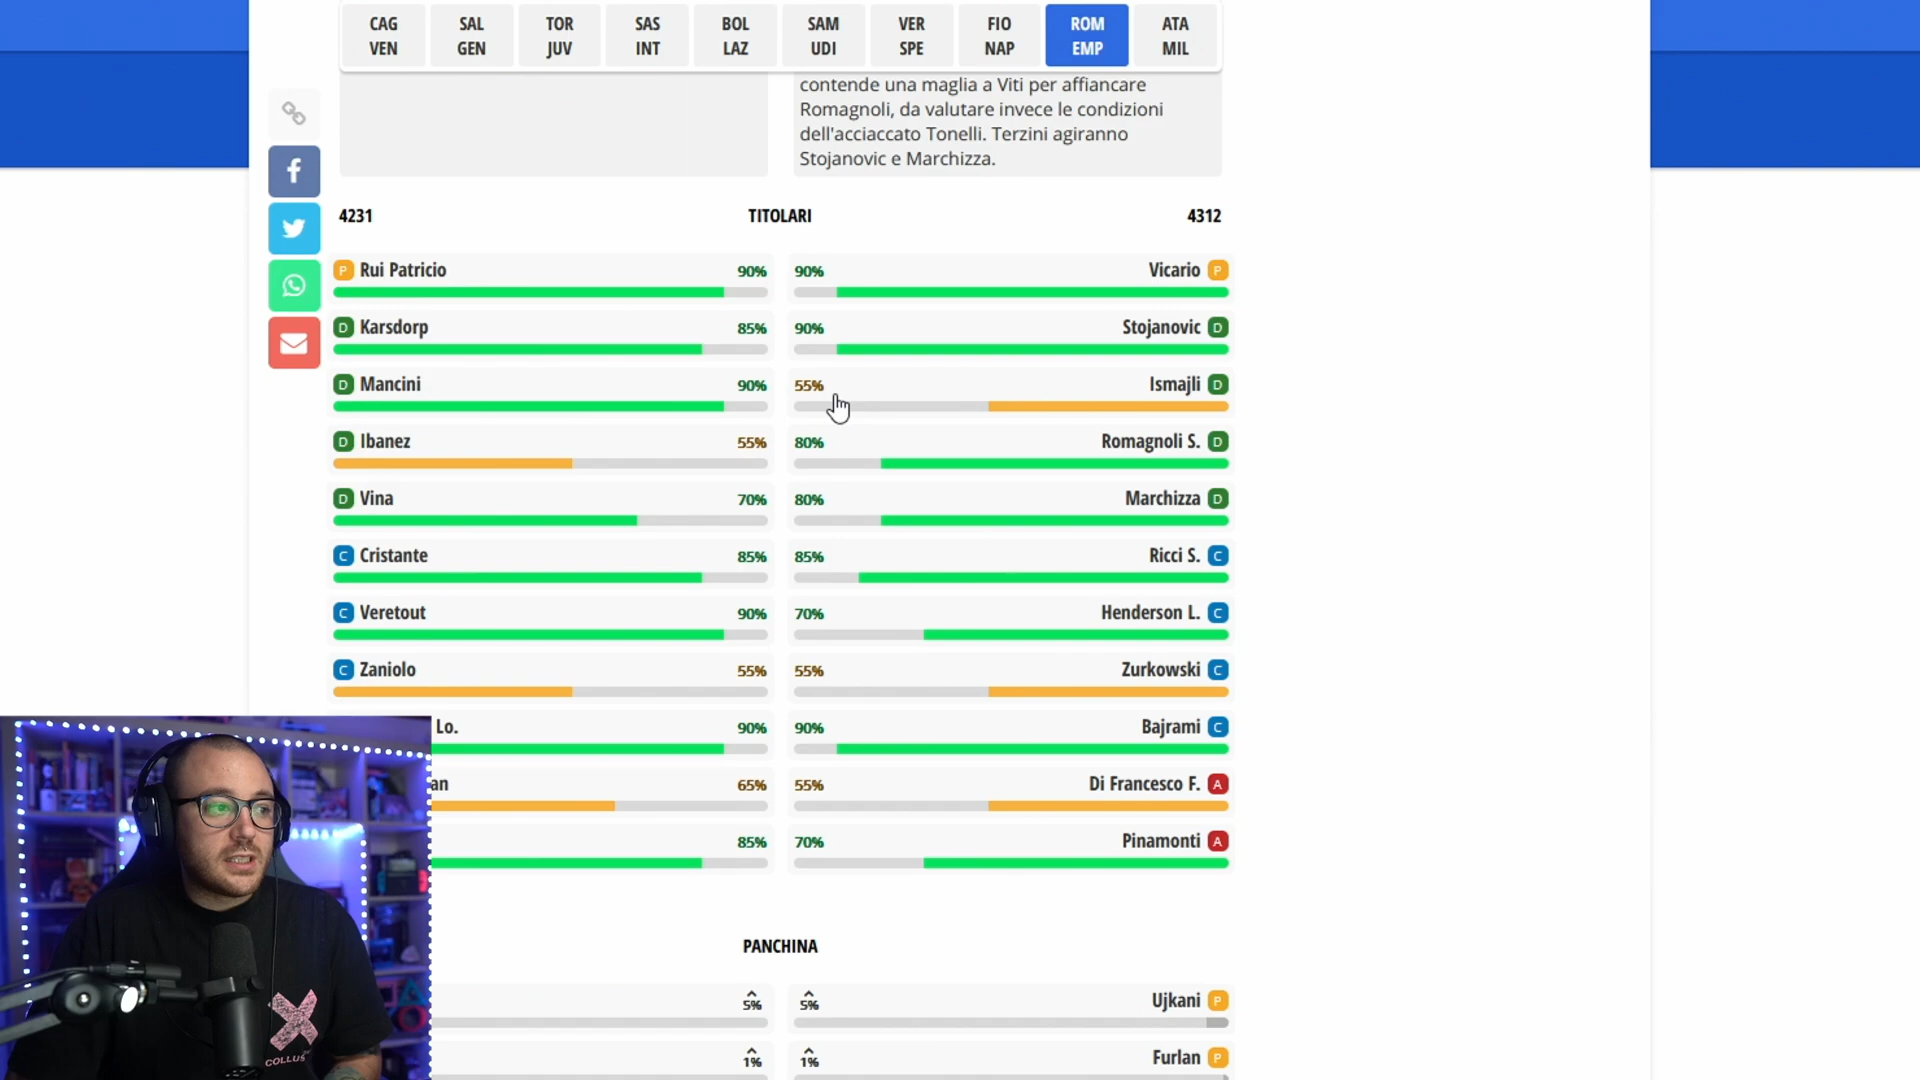 CAG SAL TOR SAS BOL SAM VER FIO ROM ATA
VEN GEN JUV INT LAZ UDI SPE NAP EMP MIL
contende una maglia a Viti per affiancare
Romagnoli, da valutare invece le condizioni
dell'acciaccato Tonelli. Terzini agiranno
Stojanovic e Marchizza.
4231 TITOLARI 4312
P Rui Patricio 90% 90% Vicario P
D Karsdorp 85% 90% Stojanovic D
D Mancini 90% 55% Ismajli D
D Ibanez 55% 80% Romagnoli S. D
D Vina 70% 80% Marchizza D
C Cristante 85% 85% Ricci S. C
C Veretout 90% 70% Henderson L. C
C Zaniolo 55% 55% Zurkowski C
Lo. 90% 90% Bajrami C
an 65% 55% Di Francesco F. A
85% 70% Pinamonti A
PANCHINA
5% 5% Ujkani P
1% 1% Furlan P
COLLUS